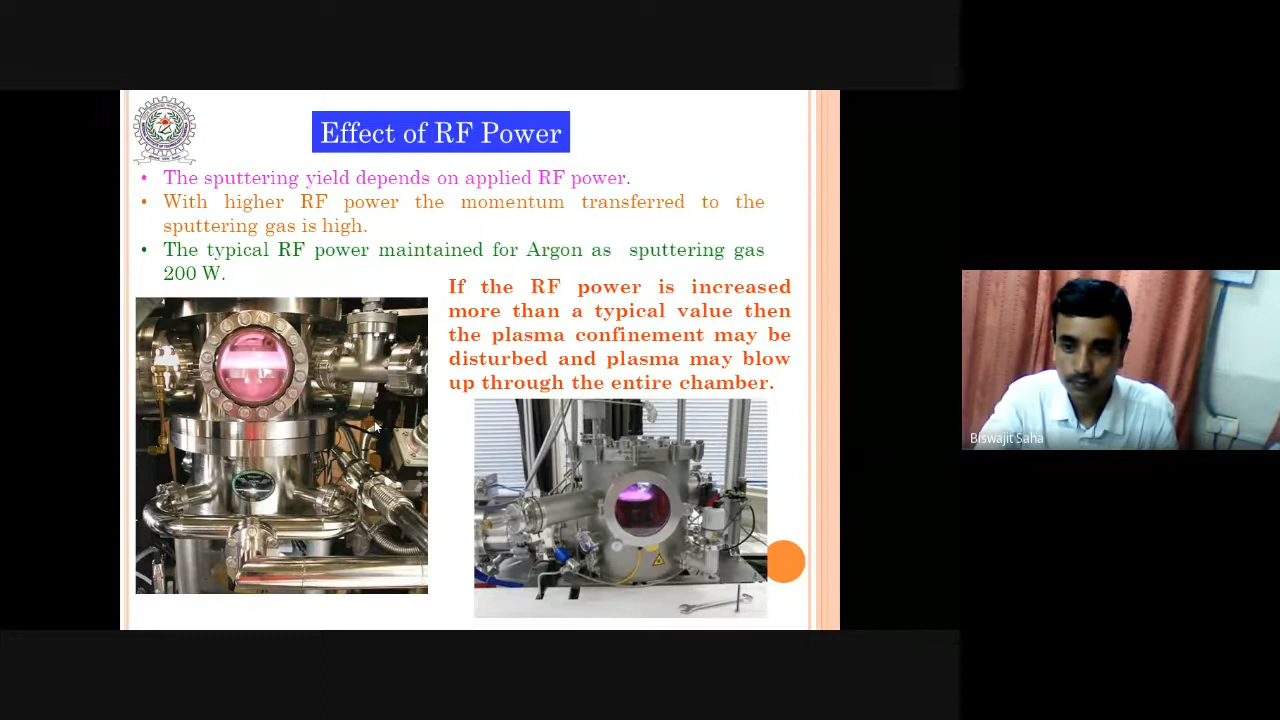 Effect of RF Power
• The sputtering yield depends on applied RF power.
• With higher RF power the momentum transferred to the
sputtering gas is high.
• The typical RF power maintained for Argon as sputtering gas
200 W.
If the RF power is increased
more than a typical value then
the plasma confinement may be
disturbed and plasma may blow
up through the entire chamber.
Biswajit Saha